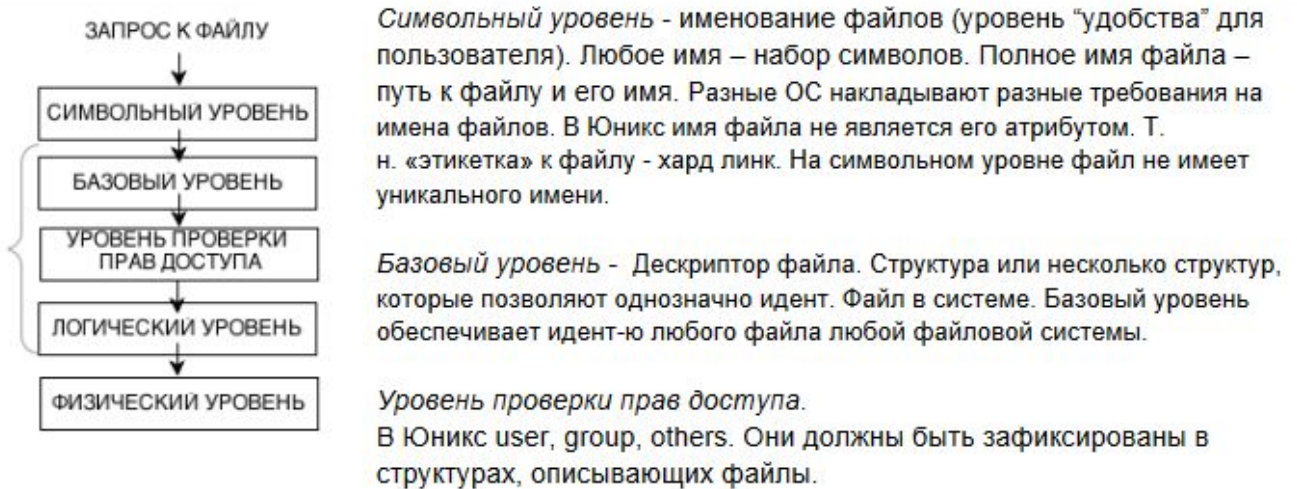 ЗАПРОС К ФАЙЛУ
СИМВОЛЬНЫЙ УРОВЕНЬ
БАЗОВЫЙ УРОВЕНЬ
УРОВЕНЬ ПРОВЕРКИ
ПРАВ ДОСТУПА
ЛОГИЧЕСКИЙ УРОВЕНЬ
ФИЗИЧЕСКИЙ УРОВЕНЬ
Символьный уровень - именование файлов (уровень “удобства” для
пользователя). Любое имя – набор символов. Полное имя файла –
путь к файлу и его имя. Разные ОС накладывают разные требования на
имена файлов. В Юникс имя файла не является его атрибутом. Т.
н. «этикетка» к файлу - хард линк. На символьном уровне файл не имеет
уникального имени.
Базовый уровень - Дескриптор файла. Структура или несколько структур,
которые позволяют однозначно идент. Файл в системе. Базовый уровень
обеспечивает идент-ю любого файла любой файловой системы.
Уровень проверки прав доступа.
В Юникс user, group, others. Они должны быть зафиксированы в
структурах, описывающих файлы.